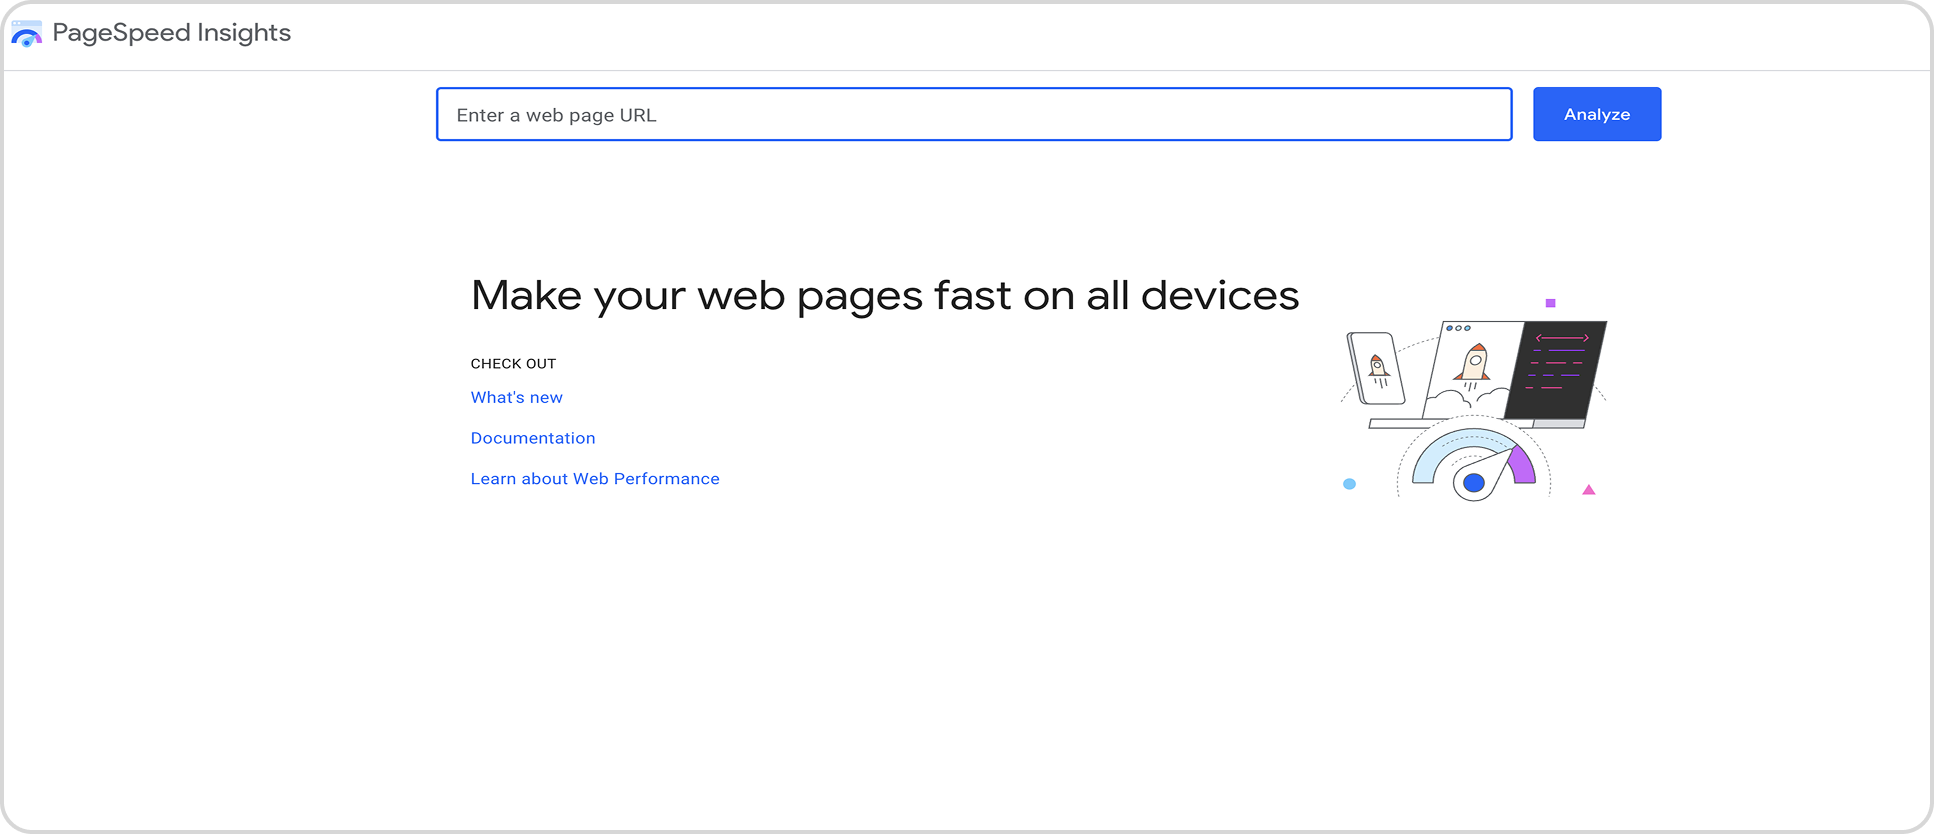 PageSpeed Insights
Enter a web page URL
Analyze
Make your web pages fast on all devices
CHECK OUT
What's new
Documentation
Learn about Web Performance